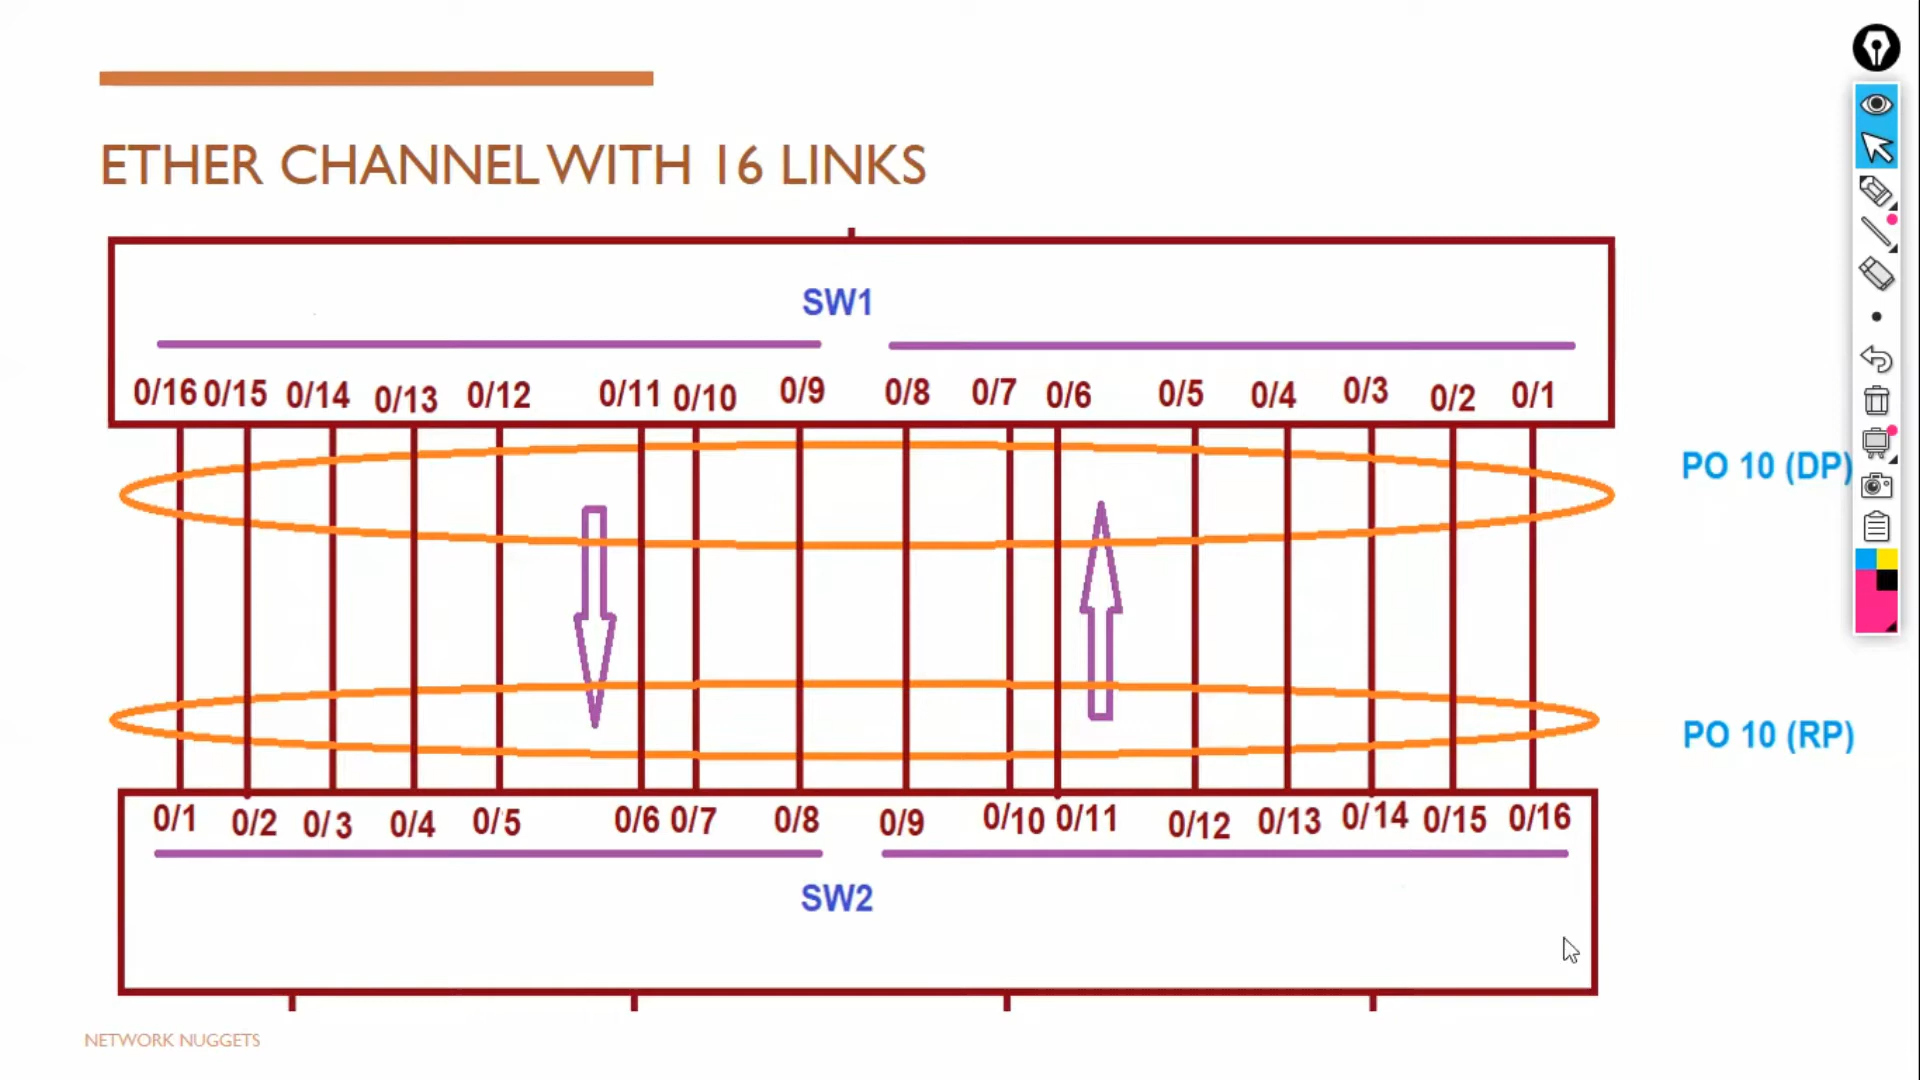 ETHER CHANNEL WITH 16 LINKS
SW1
0/16 0/15 0/14 0/13 0/12 0/11 0/10 0/9 0/8 0/7 0/6 0/5 0/4 0/3 0/2 0/1
PO 10 (DP)
PO 10 (RP)
0/1 0/2 0/3 0/4 0/5 0/6 0/7 0/8 0/9 0/10 0/11 0/12 0/13 0/14 0/15 0/16
SW2
NETWORK NUGGETS